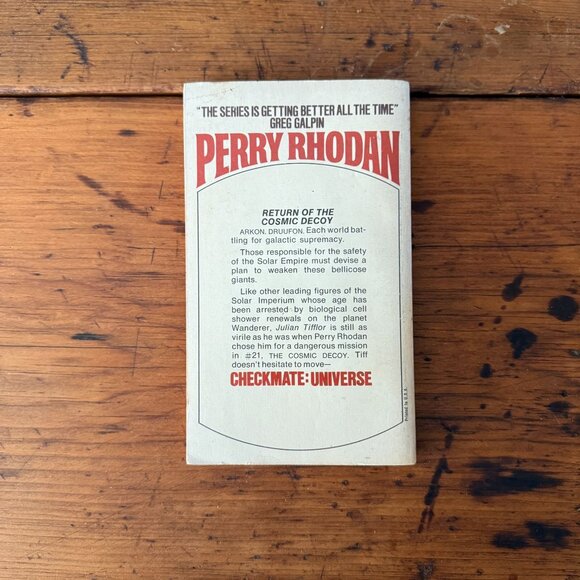 "THE SERIES IS GETTING BETTER ALL THE TIME"
GREG GALPIN
PERRY RHODAN
RETURN OF THE
COSMIC DECOY
ARKON. DRUUFON. Each world bat-
tling for galactic supremacy.
Those responsible for the safety
of the Solar Empire must devise a
plan to weaken these bellicose
giants.
Like other leading figures of the
Solar Imperium whose age has
been arrested by biological cell
shower renewals on the planet
Wanderer, Julian Tifflor is still as
virile as he was when Perry Rhodan
chose him for a dangerous mission
in #21, THE COSMIC DECOY. Tiff
doesn't hesitate to move—
CHECKMATE: UNIVERSE
Printed in U.S.A.